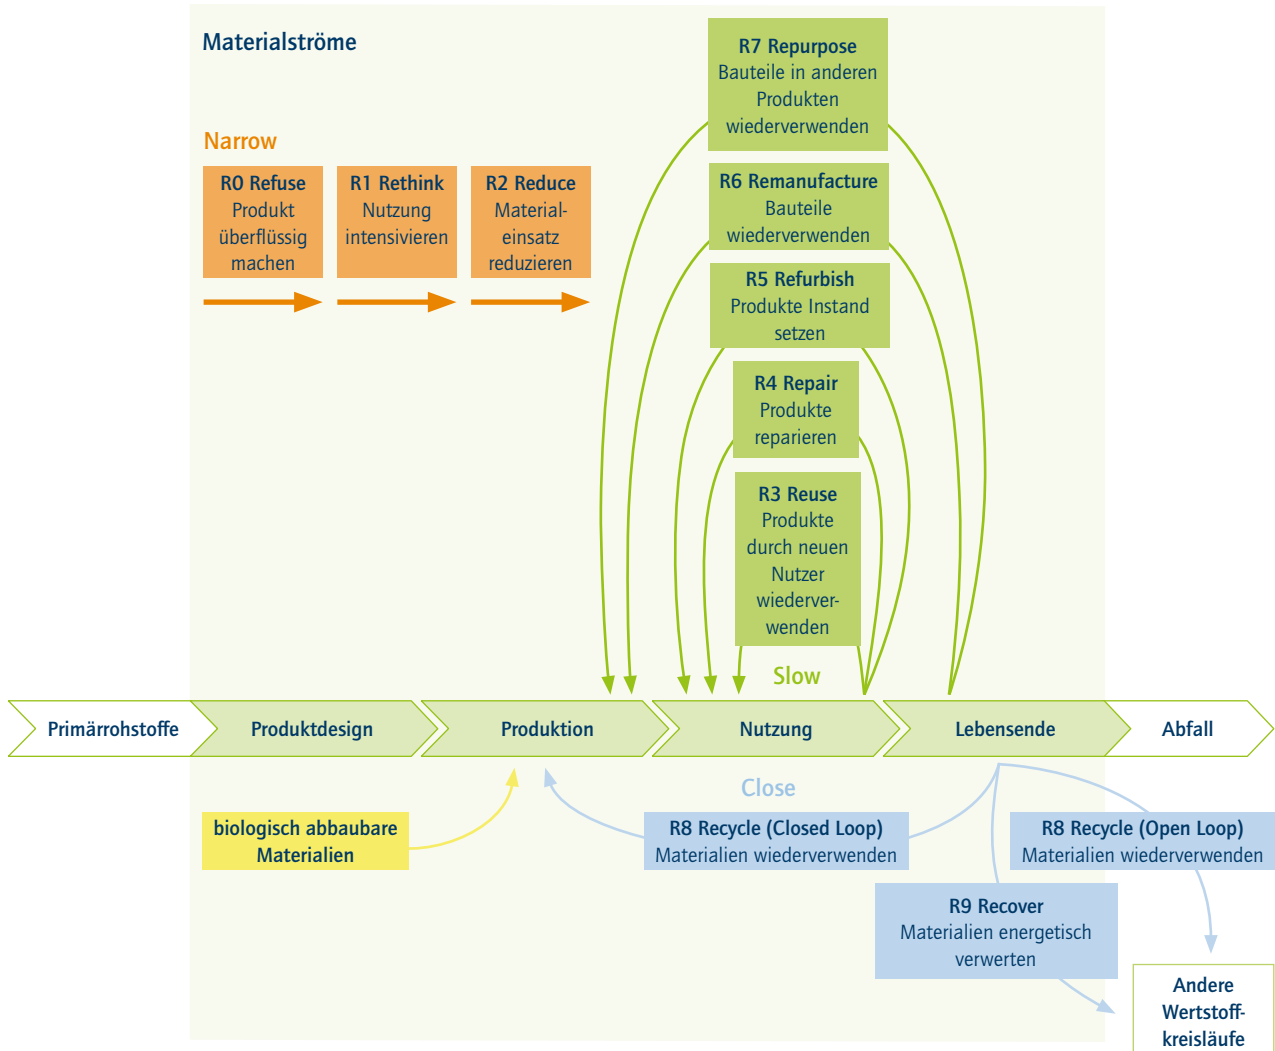 Materialströme
Narrow
R0 Refuse
Produkt
überflüssig
machen
R1 Rethink
Nutzung
intensivieren
R2 Reduce
Material-
einsatz
reduzieren
R7 Repurpose
Bauteile in anderen
Produkten
wiederverwenden
R6 Remanufacture
Bauteile
wiederverwenden
R5 Refurbish
Produkte Instand
setzen
R4 Repair
Produkte
reparieren
R3 Reuse
Produkte
durch neuen
Nutzer
wiederver-
wenden
Slow
Primärrohstoffe
Produktdesign
Produktion
Nutzung
Lebensende
Abfall
Close
biologisch abbaubare
Materialien
R8 Recycle (Closed Loop)
Materialien wiederverwenden
R8 Recycle (Open Loop)
Materialien wiederverwenden
R9 Recover
Materialien energetisch
verwerten
Andere
Wertstoff-
kreisläufe